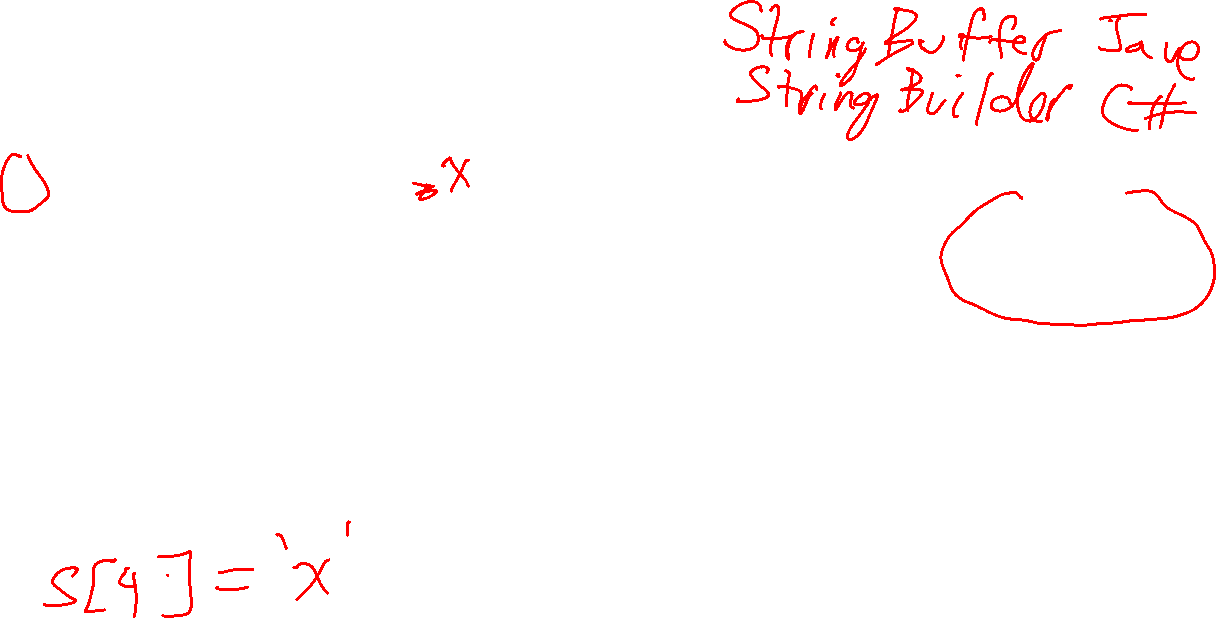 StringBuffer Java
StringBuilder C#
x
s[4] = 'x'